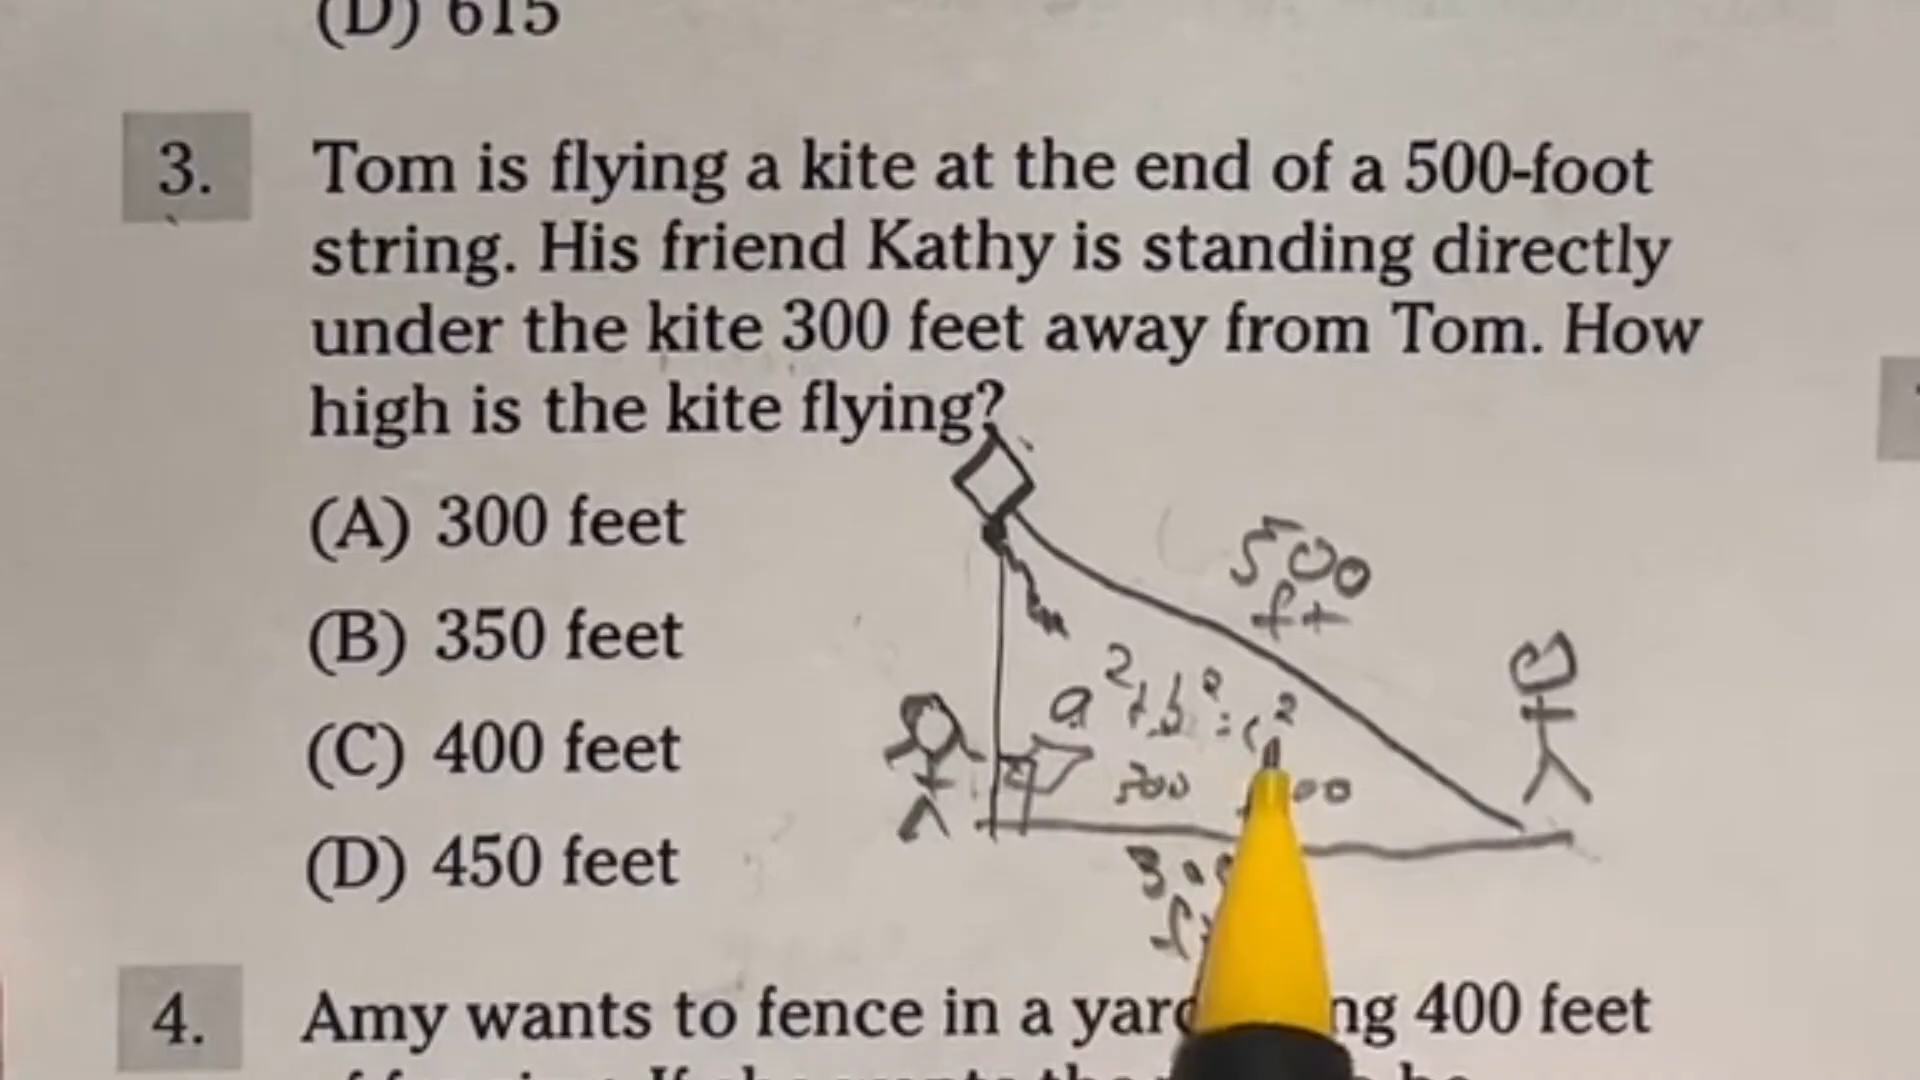 (D) 615
3. Tom is flying a kite at the end of a 500-foot
string. His friend Kathy is standing directly
under the kite 300 feet away from Tom. How
high is the kite flying?
(A) 300 feet
500
ft
(B) 350 feet
a²+b²=c²
(C) 400 feet
300
(D) 450 feet
4. Amy wants to fence in a 400 feet